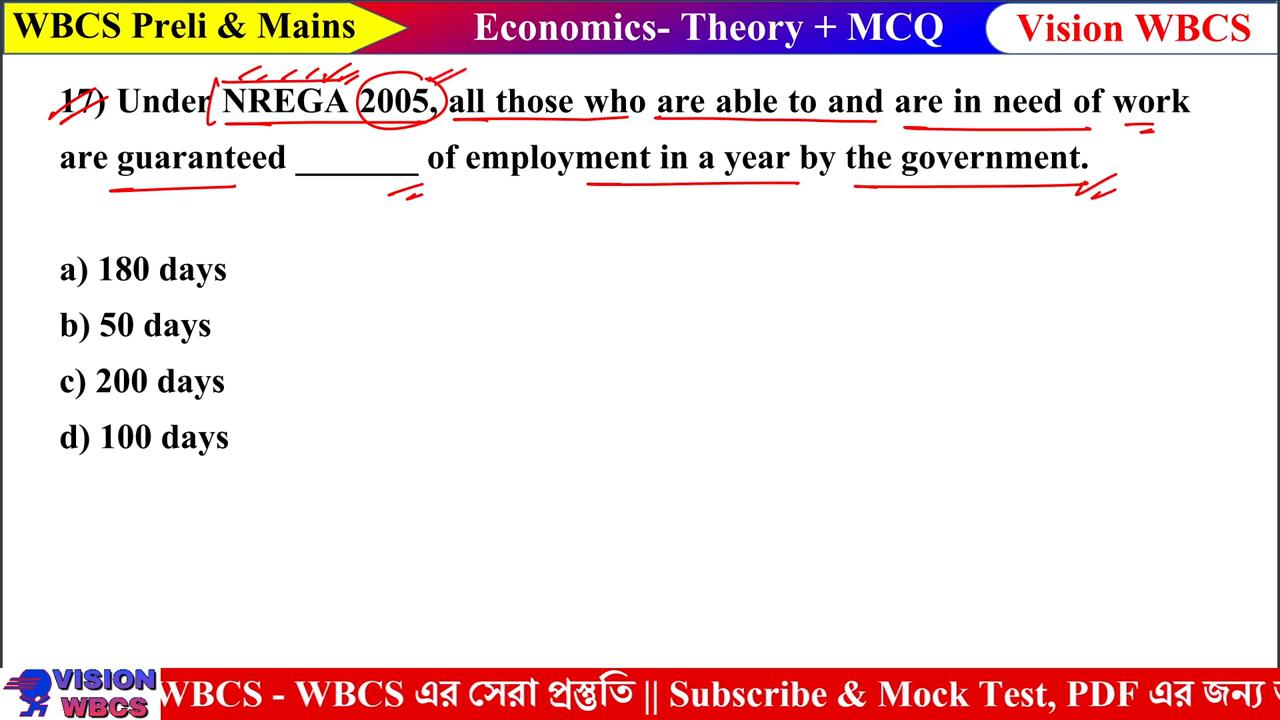 WBCS Preli & Mains
Economics- Theory + MCQ
Vision WBCS
17) Under NREGA 2005, all those who are able to and are in need of work
are guaranteed _______ of employment in a year by the government.
a) 180 days
b) 50 days
c) 200 days
d) 100 days
VISION
WBCS
WBCS - WBCS এর সেরা প্রস্তুতি || Subscribe & Mock Test, PDF এর জন্য